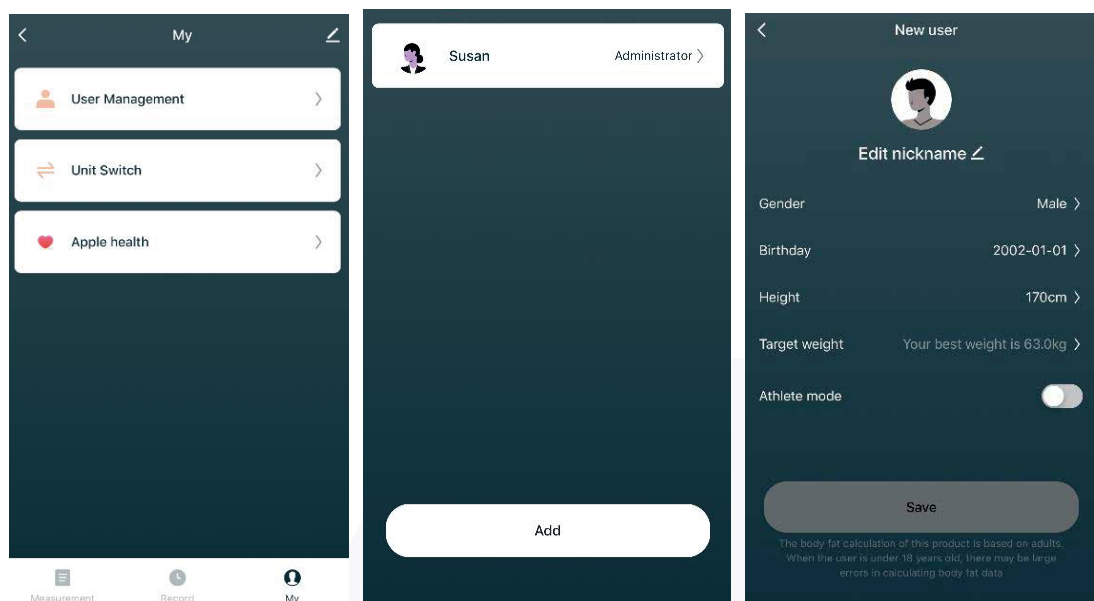 My
User Management
Unit Switch
Apple health
Measurement
Record
My
Susan
Administrator
Add
New user
Edit nickname
Gender
Male
Birthday
2002-01-01
Height
170cm
Target weight
Your best weight is 63.0kg
Athlete mode
Save
The body fat calculation of this product is based on adults.
When the user is under 18 years old, there may be large
errors in calculating body fat data